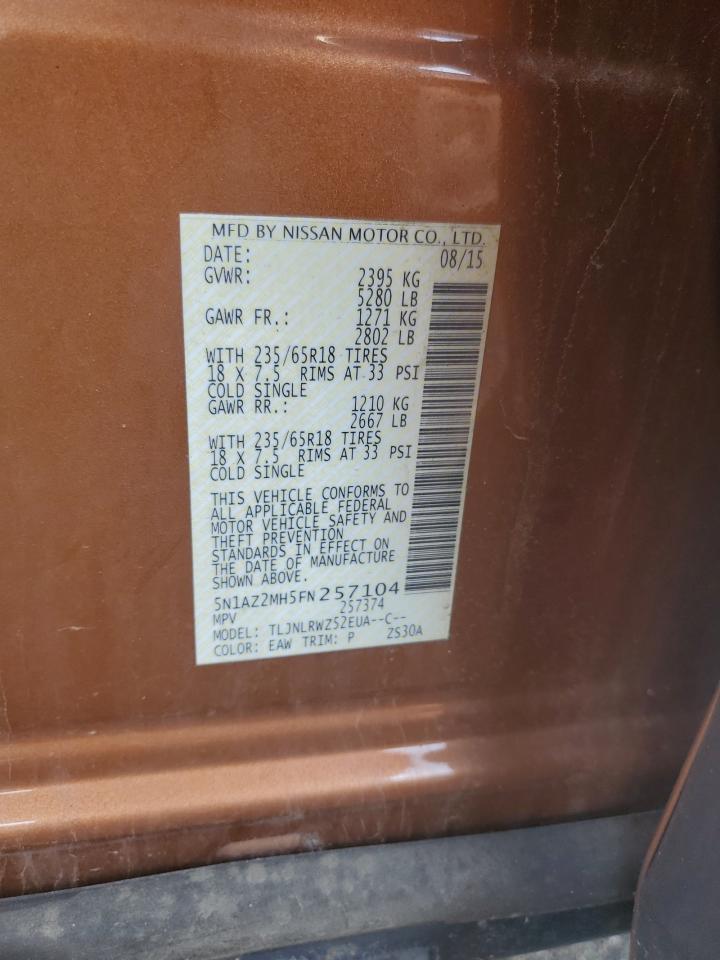 MFD BY NISSAN MOTOR CO., LTD.
DATE: 08/15
GVWR: 2395 KG
5280 LB
GAWR FR.: 1271 KG
2802 LB
WITH 235/65R18 TIRES
18 X 7.5 RIMS AT 33 PSI
COLD SINGLE
GAWR RR.: 1210 KG
2667 LB
WITH 235/65R18 TIRES
18 X 7.5 RIMS AT 33 PSI
COLD SINGLE
THIS VEHICLE CONFORMS TO
ALL APPLICABLE FEDERAL
MOTOR VEHICLE SAFETY AND
THEFT PREVENTION
STANDARDS IN EFFECT ON
THE DATE OF MANUFACTURE
SHOWN ABOVE.
5N1AZ2MH5FN257104
MPV 257374
MODEL: TLJNLRWZ52EUA--C--
COLOR: EAW TRIM: P ZS30A